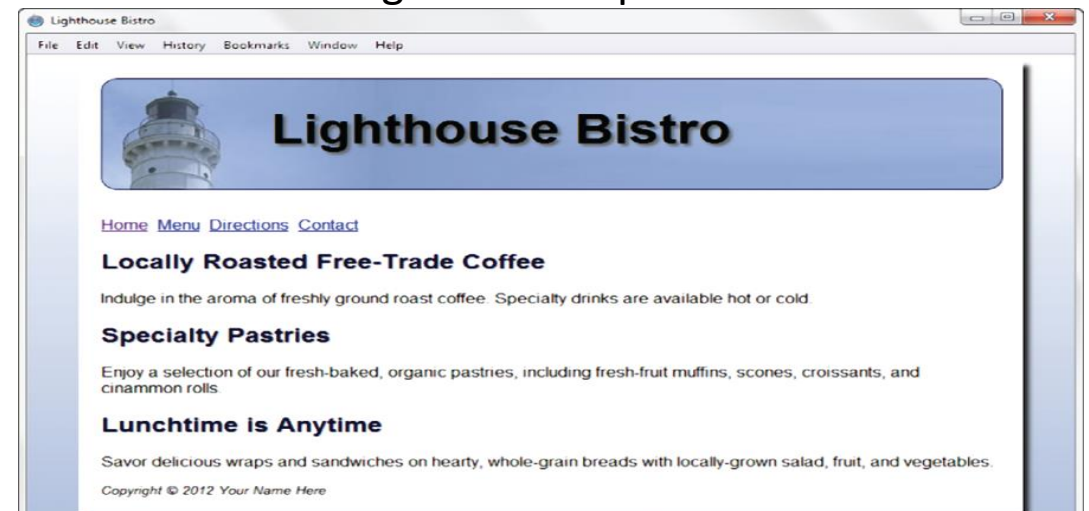 Lighthouse Bistro
File Edit View History Bookmarks Window Help
Lighthouse Bistro
Home Menu Directions Contact
Locally Roasted Free-Trade Coffee
Indulge in the aroma of freshly ground roast coffee. Specialty drinks are available hot or cold.
Specialty Pastries
Enjoy a selection of our fresh-baked, organic pastries, including fresh-fruit muffins, scones, croissants, and
cinammon rolls.
Lunchtime is Anytime
Savor delicious wraps and sandwiches on hearty, whole-grain breads with locally-grown salad, fruit, and vegetables.
Copyright © 2012 Your Name Here